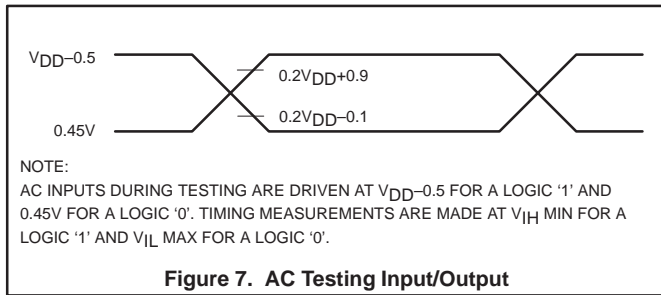 VDD–0.5
0.2VDD+0.9
0.2VDD–0.1
0.45V
NOTE:
AC INPUTS DURING TESTING ARE DRIVEN AT VDD–0.5 FOR A LOGIC ‘1’ AND
0.45V FOR A LOGIC ‘0’. TIMING MEASUREMENTS ARE MADE AT VIH MIN FOR A
LOGIC ‘1’ AND VIL MAX FOR A LOGIC ‘0’.
Figure 7. AC Testing Input/Output